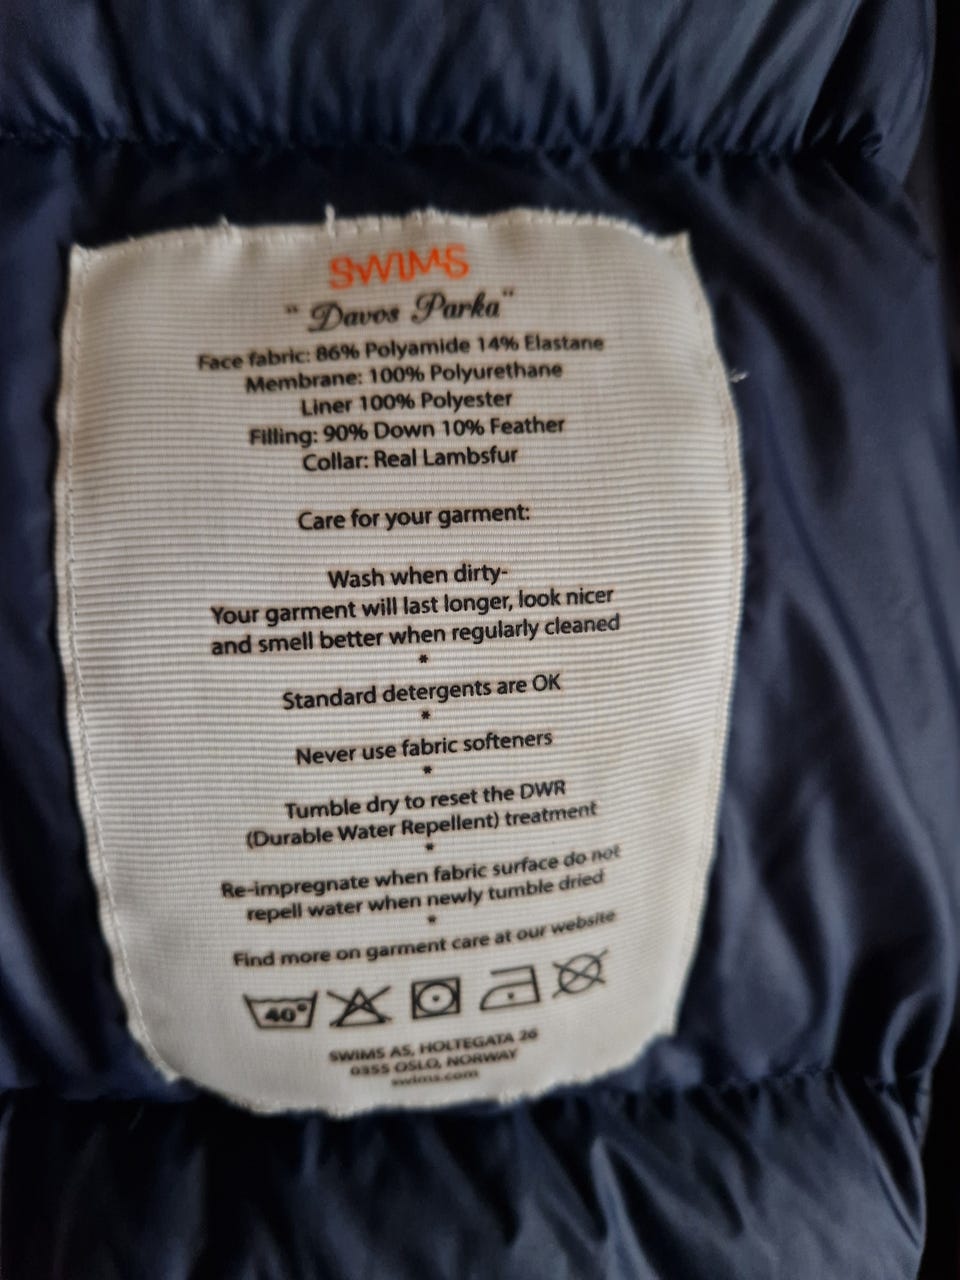 SWIMS
"Davos Parka"
Face fabric: 86% Polyamide 14% Elastane
Membrane: 100% Polyurethane
Liner 100% Polyester
Filling: 90% Down 10% Feather
Collar: Real Lambsfur
Care for your garment:
Wash when dirty-
Your garment will last longer, look nicer
and smell better when regularly cleaned
*
Standard detergents are OK
*
Never use fabric softeners
*
Tumble dry to reset the DWR
(Durable Water Repellent) treatment
*
Re-impregnate when fabric surface do not
repell water when newly tumble dried
*
Find more on garment care at our website
40°
SWIMS AS, HOLTEGATA 26
0355 OSLO, NORWAY
swims.com